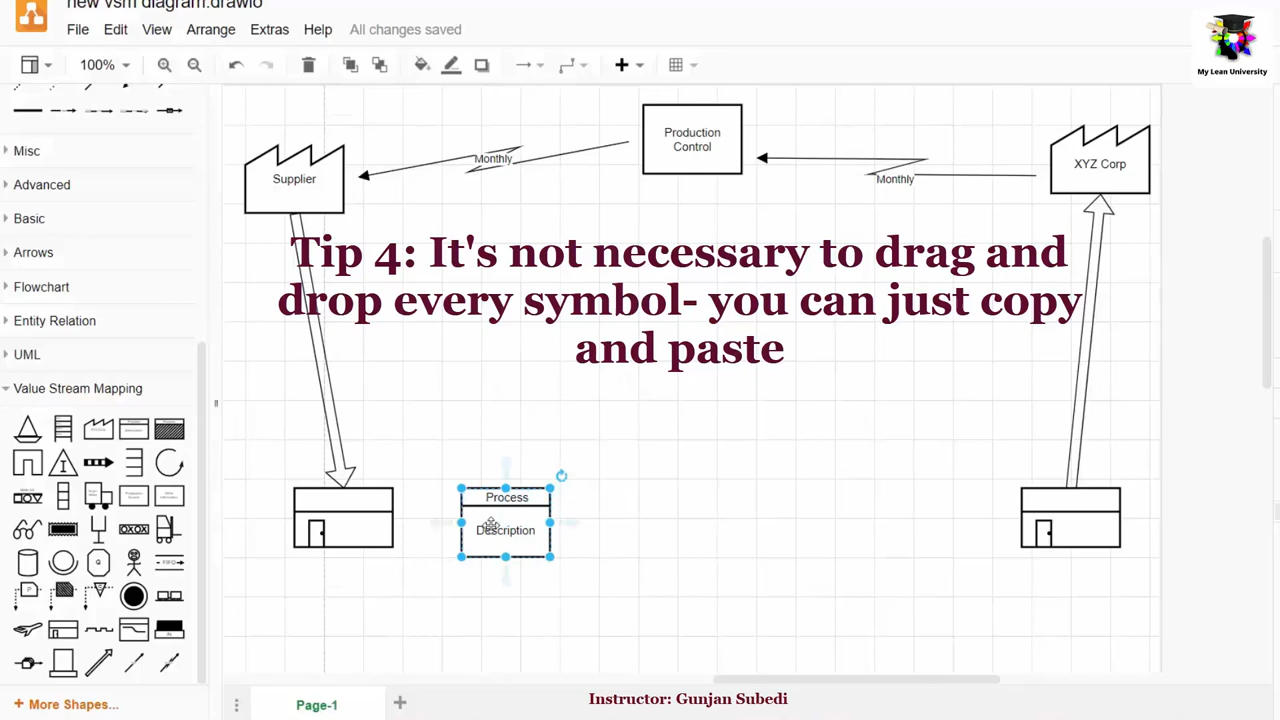 new vsm diagram.drawio
File Edit View Arrange Extras Help All changes saved
100%
My Lean University
Misc
Advanced
Basic
Arrows
Flowchart
Entity Relation
UML
Value Stream Mapping
+ More Shapes...
Supplier
Monthly
Production
Control
Monthly
XYZ Corp
Tip 4: It's not necessary to drag and
drop every symbol- you can just copy
and paste
Process
Description
Page-1
Instructor: Gunjan Subedi